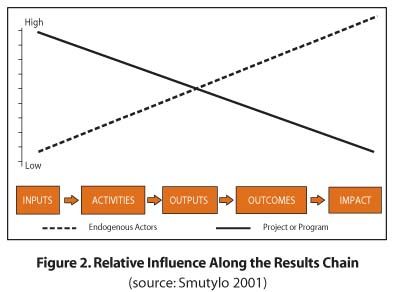 High
Low
INPUTS ACTIVITIES OUTPUTS OUTCOMES IMPACT
Endogenous Actors Project or Program
Figure 2. Relative Influence Along the Results Chain
(source: Smutylo 2001)